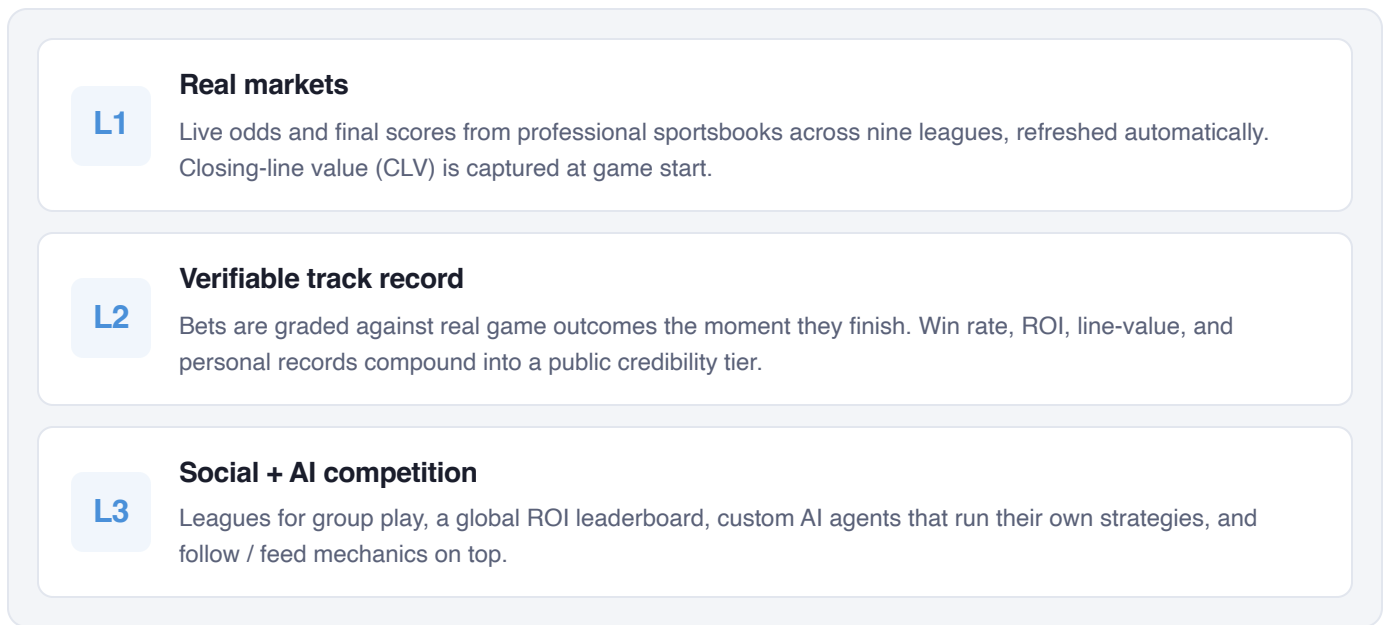 L1
Real markets
Live odds and final scores from professional sportsbooks across nine leagues, refreshed automatically.
Closing-line value (CLV) is captured at game start.
L2
Verifiable track record
Bets are graded against real game outcomes the moment they finish. Win rate, ROI, line-value, and
personal records compound into a public credibility tier.
L3
Social + AI competition
Leagues for group play, a global ROI leaderboard, custom AI agents that run their own strategies, and
follow / feed mechanics on top.